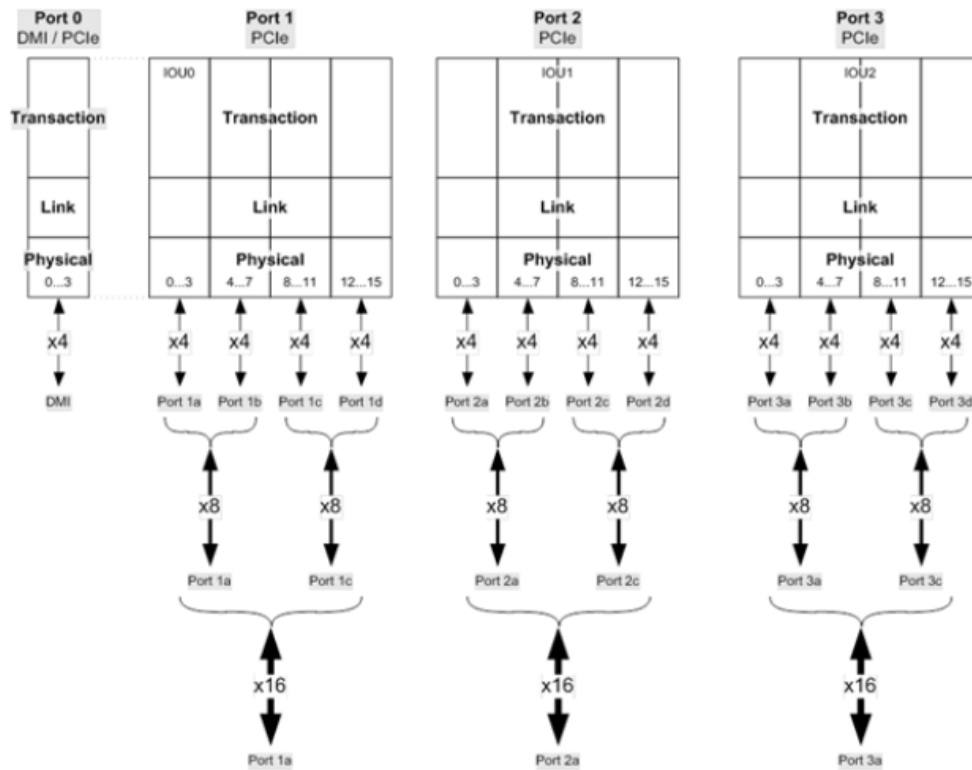 Port 0
DMI / PCIe
Port 1
PCIe
Port 2
PCIe
Port 3
PCIe
IOU0
IOU1
IOU2
Transaction
Transaction
Transaction
Transaction
Link
Link
Link
Link
Physical
Physical
Physical
Physical
0...3
0...3 4...7 8...11 12...15
0...3 4...7 8...11 12...15
0...3 4...7 8...11 12...15
x4
x4 x4 x4 x4
x4 x4 x4 x4
x4 x4 x4 x4
DMI
Port 1a Port 1b Port 1c Port 1d
Port 2a Port 2b Port 2c Port 2d
Port 3a Port 3b Port 3c Port 3d
x8 x8
x8 x8
x8 x8
Port 1a Port 1c
Port 2a Port 2c
Port 3a Port 3c
x16
x16
x16
Port 1a
Port 2a
Port 3a